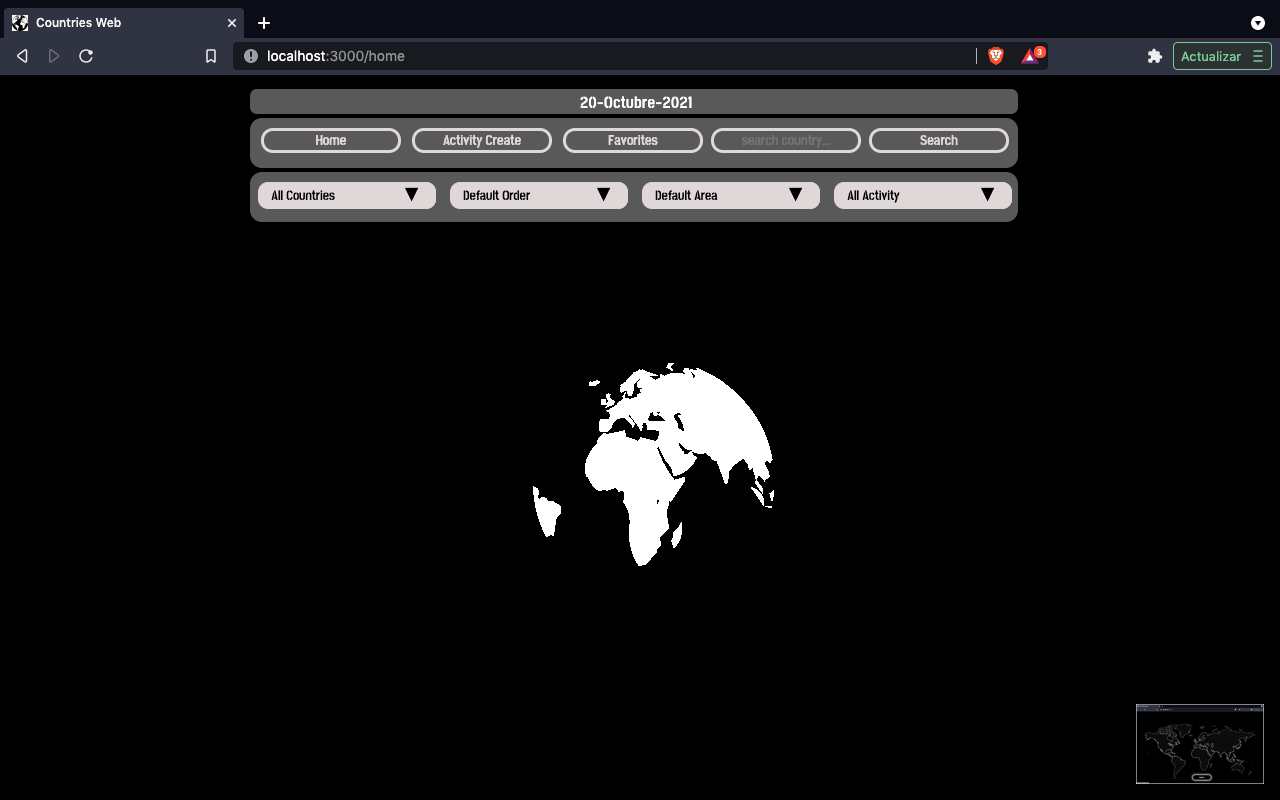 Countries Web
localhost:3000/home
3
Actualizar
20-Octubre-2021
Home Activity Create Favorites search country... Search
All Countries Default Order Default Area All Activity